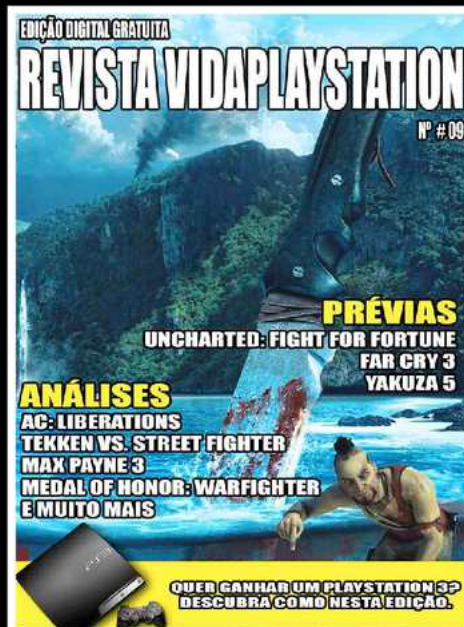 EDIÇÃO DIGITAL GRATUITA
REVISTA VIDAPLAYSTATION
Nº #09
PRÉVIAS
UNCHARTED: FIGHT FOR FORTUNE
FAR CRY 3
YAKUZA 5
ANÁLISES
AC: LIBERATIONS
TEKKEN VS. STREET FIGHTER
MAX PAYNE 3
MEDAL OF HONOR: WARFIGHTER
E MUITO MAIS
QUER GANHAR UM PLAYSTATION 3?
DESCUBRA COMO NESTA EDIÇÃO.